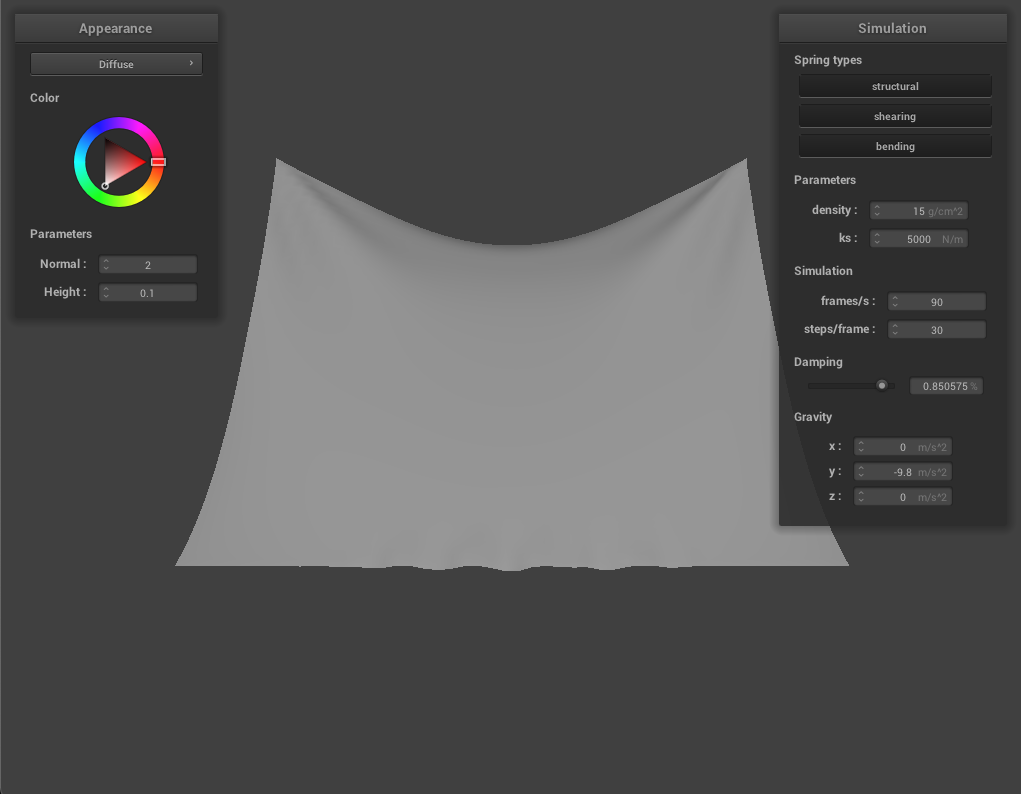 Appearance
Diffuse
Color
Parameters
Normal : 2
Height : 0.1
Simulation
Spring types
structural
shearing
bending
Parameters
density : 15 g/cm^2
ks : 5000 N/m
Simulation
frames/s : 90
steps/frame : 30
Damping
0.850575 %
Gravity
x : 0 m/s^2
y : -9.8 m/s^2
z : 0 m/s^2